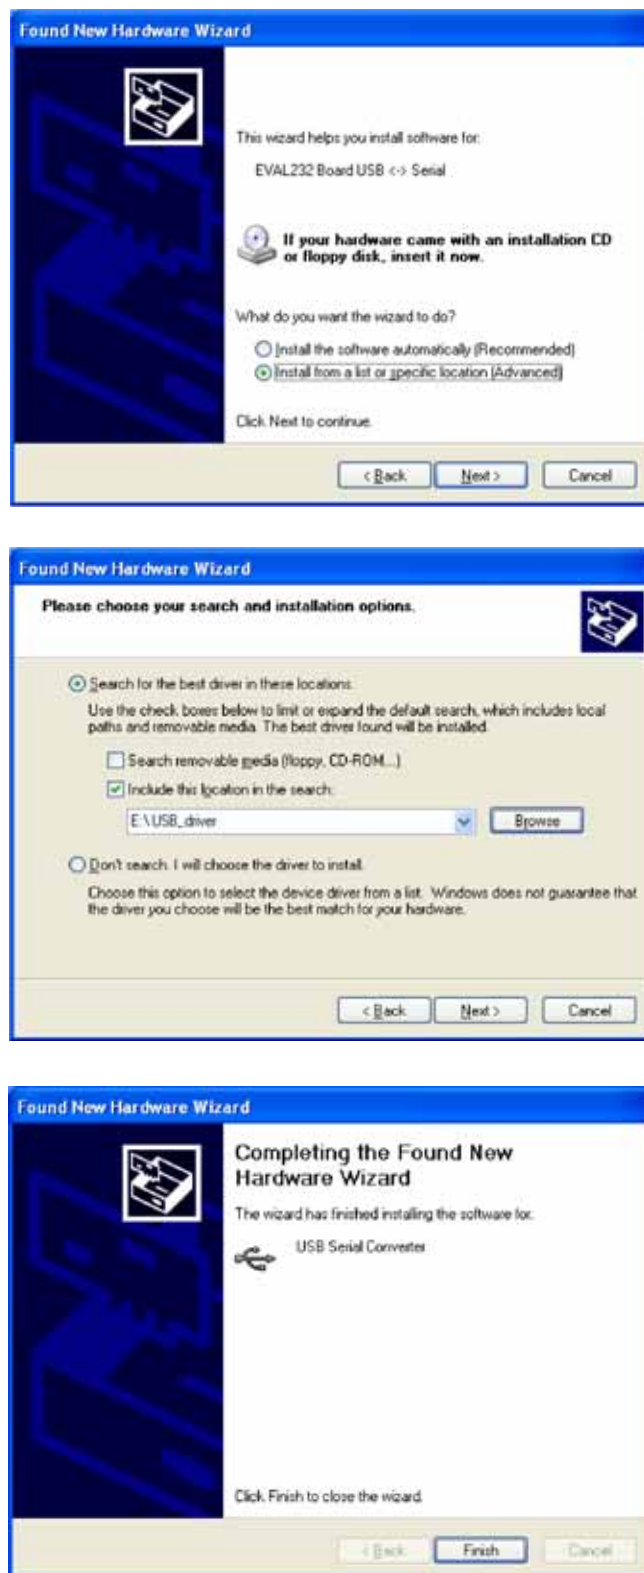 Found New Hardware Wizard
This wizard helps you install software for:
EVAL232 Board USB <-> Serial
If your hardware came with an installation CD
or floppy disk, insert it now.
What do you want the wizard to do?
Install the software automatically (Recommended)
Install from a list or specific location (Advanced)
Click Next to continue.
< Back
Next >
Cancel
Found New Hardware Wizard
Please choose your search and installation options.
Search for the best driver in these locations.
Use the check boxes below to limit or expand the default search, which includes local
paths and removable media. The best driver found will be installed.
Search removable media (floppy, CD-ROM...)
Include this location in the search:
E:\USB_driver
Browse
Don't search. I will choose the driver to install.
Choose this option to select the device driver from a list. Windows does not guarantee that
the driver you choose will be the best match for your hardware.
< Back
Next >
Cancel
Found New Hardware Wizard
Completing the Found New
Hardware Wizard
The wizard has finished installing the software for:
USB Serial Converter
Click Finish to close the wizard.
< Back
Finish
Cancel